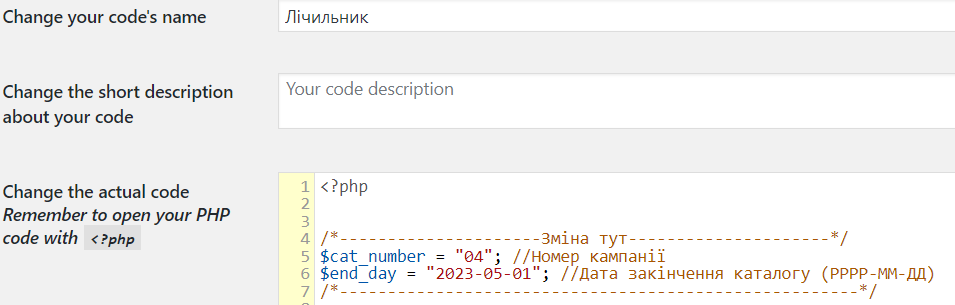 Change your code's name
Лічильник
Change the short description
about your code
Your code description
Change the actual code
Remember to open your PHP
code with <?php
1 <?php
2
3
4 /*---------------------Зміна тут---------------------*/
5 $cat_number = "04"; //Номер кампанії
6 $end_day = "2023-05-01"; //Дата закінчення каталогу (РРРР-ММ-ДД)
7 /*------------------------------------------------------*/